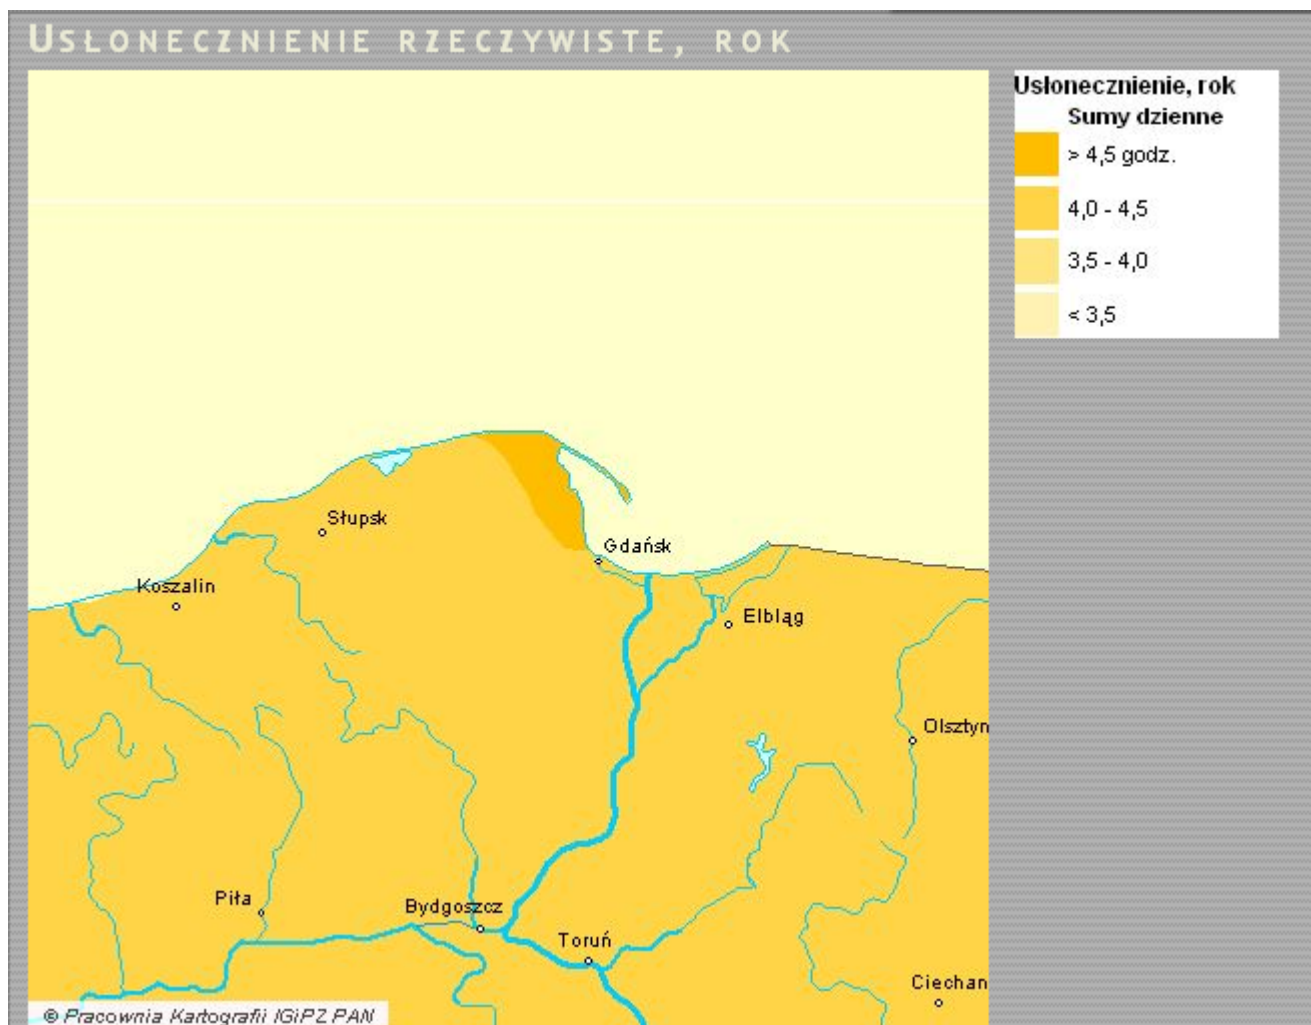 USŁONECZNIENIE RZECZYWISTE, ROK
Usłonecznienie, rok
Sumy dzienne
> 4,5 godz.
4,0 - 4,5
3,5 - 4,0
< 3,5
Słupsk
Gdańsk
Koszalin
Elbląg
Olsztyn
Piła
Bydgoszcz
Toruń
Ciechan
© Pracownia Kartografii IGiPZ PAN